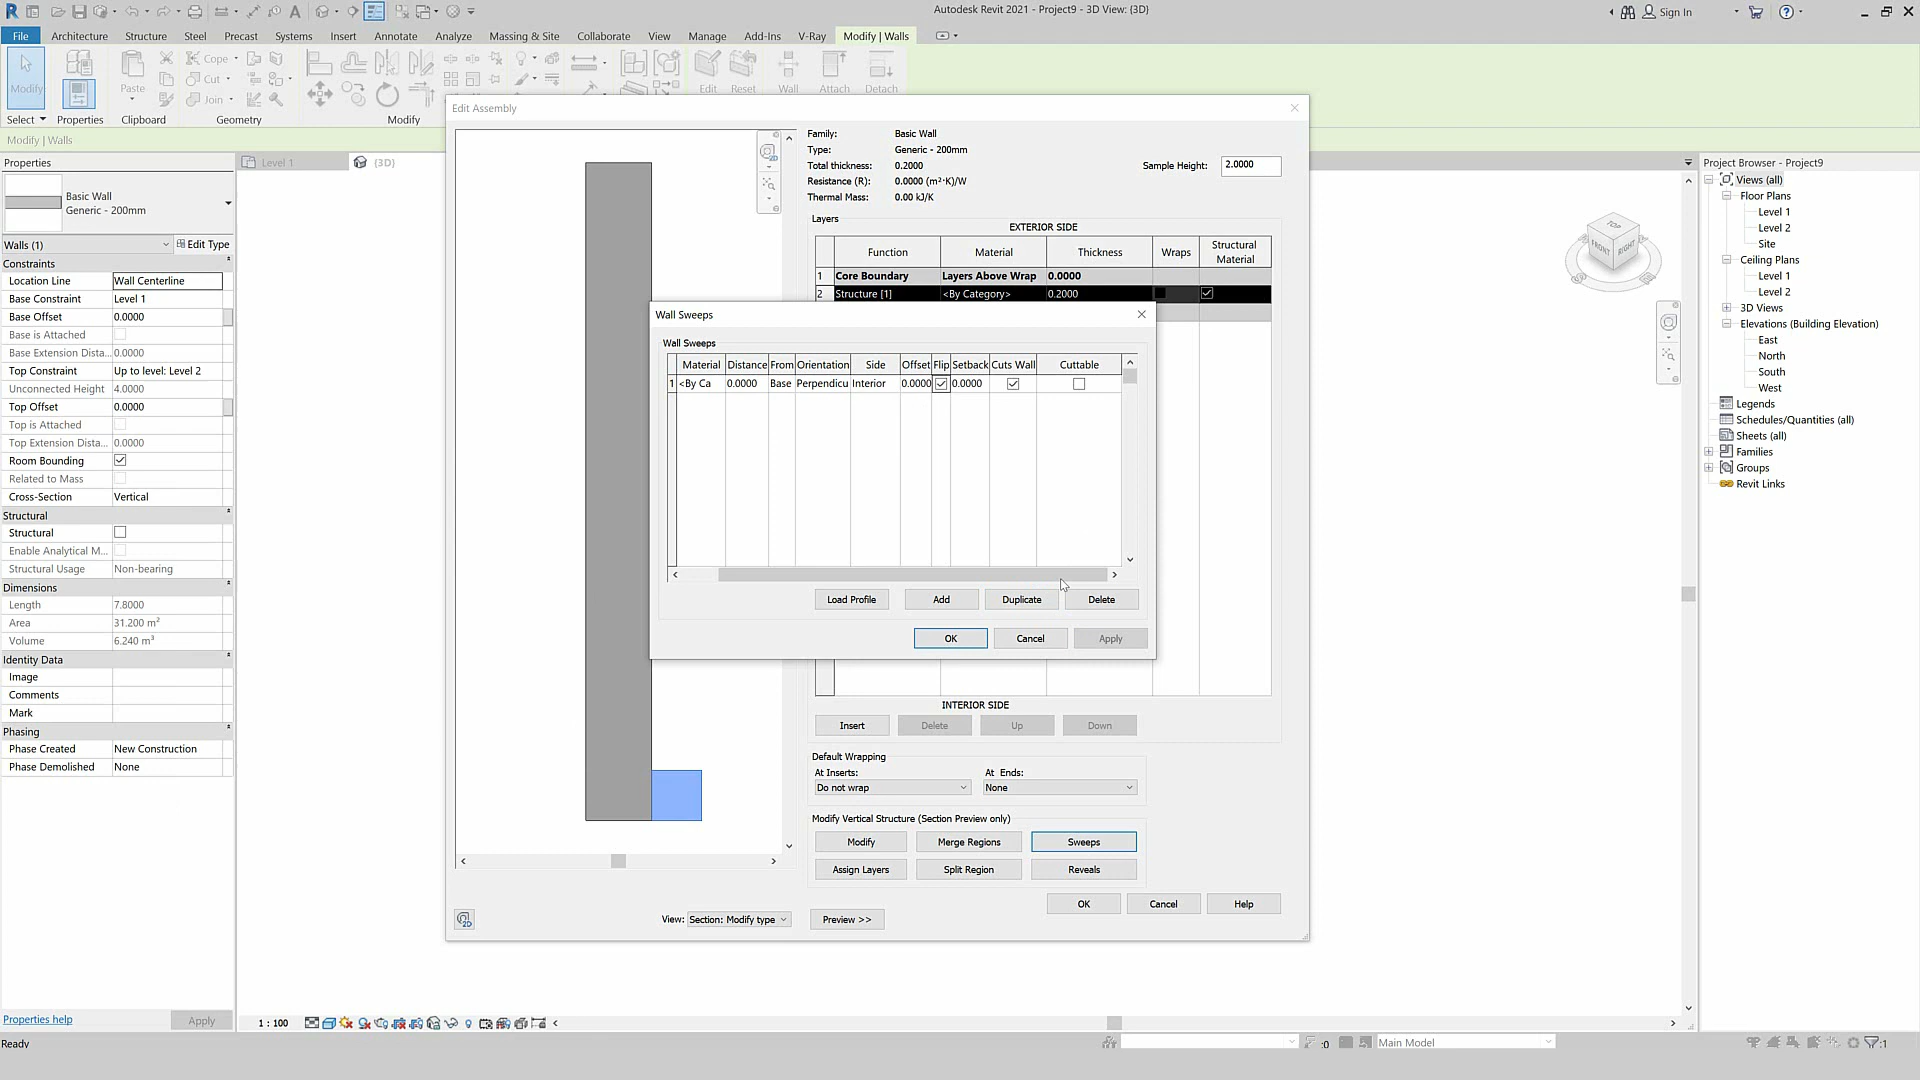 Autodesk Revit 2021 - Project9 - 3D View: {3D}
Sign In
File Architecture Structure Steel Precast Systems Insert Annotate Analyze Massing & Site Collaborate View Manage Add-Ins V-Ray Modify | Walls
Modify Paste Cope Cut Join Edit Reset Wall Attach Detach
Select Properties Clipboard Geometry Modify
Modify | Walls
Properties
Basic Wall
Generic - 200mm
Walls (1) Edit Type
Constraints
Location Line Wall Centerline
Base Constraint Level 1
Base Offset 0.0000
Base is Attached
Base Extension Dista... 0.0000
Top Constraint Up to level: Level 2
Unconnected Height 4.0000
Top Offset 0.0000
Top is Attached
Top Extension Dista... 0.0000
Room Bounding
Related to Mass
Cross-Section Vertical
Structural
Structural
Enable Analytical M...
Structural Usage Non-bearing
Dimensions
Length 7.8000
Area 31.200 m²
Volume 6.240 m³
Identity Data
Image
Comments
Mark
Phasing
Phase Created New Construction
Phase Demolished None
Properties help Apply
Ready
Level 1 {3D}
Edit Assembly
Family: Basic Wall
Type: Generic - 200mm
Total thickness: 0.2000 Sample Height: 2.0000
Resistance (R): 0.0000 (m²·K)/W
Thermal Mass: 0.00 kJ/K
Layers
EXTERIOR SIDE
Function Material Thickness Wraps Structural Material
1 Core Boundary Layers Above Wrap 0.0000
2 Structure [1] <By Category> 0.2000
Wall Sweeps
Wall Sweeps
Material Distance From Orientation Side Offset Flip Setback Cuts Wall Cuttable
1 <By Ca 0.0000 Base Perpendicu Interior 0.0000 0.0000
Load Profile Add Duplicate Delete
OK Cancel Apply
INTERIOR SIDE
Insert Delete Up Down
Default Wrapping
At Inserts: At Ends:
Do not wrap None
Modify Vertical Structure (Section Preview only)
Modify Merge Regions Sweeps
Assign Layers Split Region Reveals
OK Cancel Help
View: Section: Modify type Preview >>
TOP
FRONT RIGHT
Project Browser - Project9
Views (all)
Floor Plans
Level 1
Level 2
Site
Ceiling Plans
Level 1
Level 2
3D Views
Elevations (Building Elevation)
East
North
South
West
Legends
Schedules/Quantities (all)
Sheets (all)
Families
Groups
Revit Links
1 : 100
:0 Main Model :1